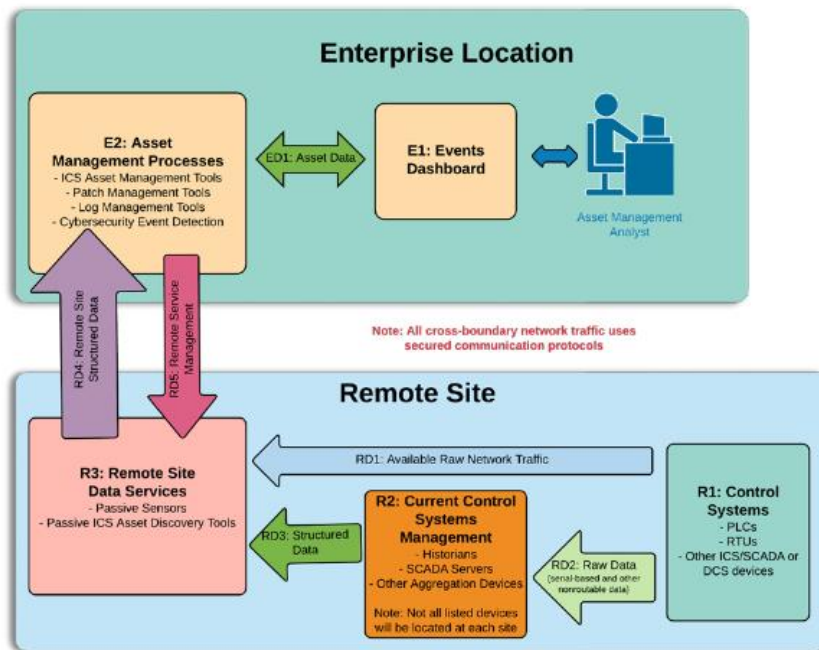 Enterprise Location
E2: Asset
Management Processes
- ICS Asset Management Tools
- Patch Management Tools
- Log Management Tools
- Cybersecurity Event Detection
ED1: Asset Data
E1: Events
Dashboard
Asset Management
Analyst
RD4: Remote Site
Structured Data
RD5: Remote Service
Management
Note: All cross-boundary network traffic uses
secured communication protocols
Remote Site
R3: Remote Site
Data Services
- Passive Sensors
- Passive ICS Asset Discovery Tools
RD1: Available Raw Network Traffic
RD3: Structured
Data
R2: Current Control
Systems
Management
- Historians
- SCADA Servers
- Other Aggregation Devices
Note: Not all listed devices
will be located at each site
RD2: Raw Data
(serial-based and other
nonroutable data)
R1: Control
Systems
- PLCs
- RTUs
- Other ICS/SCADA or
DCS devices